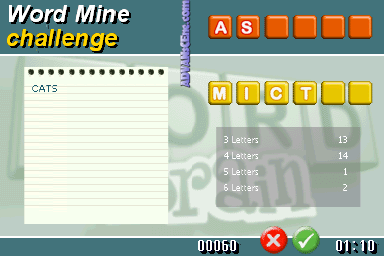 Word Mine
challenge
ADVANSCENE.COM
A S
CATS
M I C T
3 Letters 13
4 Letters 14
5 Letters 1
6 Letters 2
00060
01:10